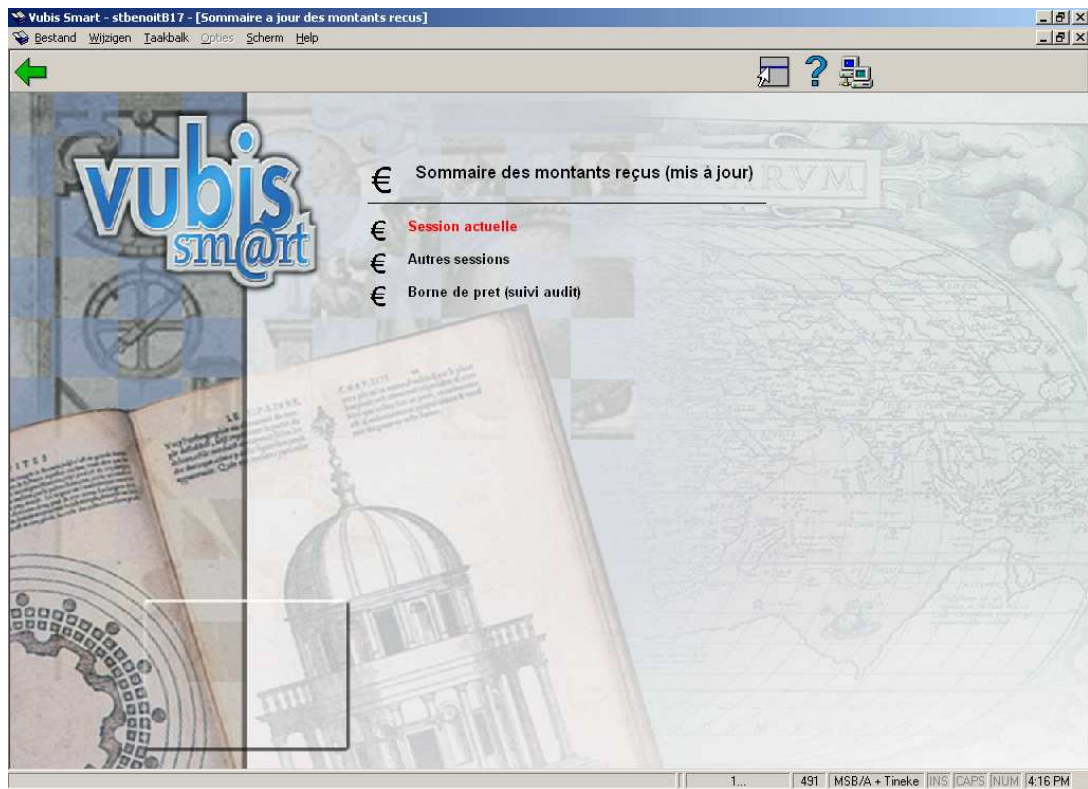 Vubis Smart - stbenoitB17 - [Sommaire a jour des montants recus]
Bestand Wijzigen Taakbalk Opties Scherm Help
vubis
sm@rt
€ Sommaire des montants reçus (mis à jour)
€ Session actuelle
€ Autres sessions
€ Borne de pret (suivi audit)
1... 491 MSB/A + Tineke INS CAPS NUM 4:16 PM